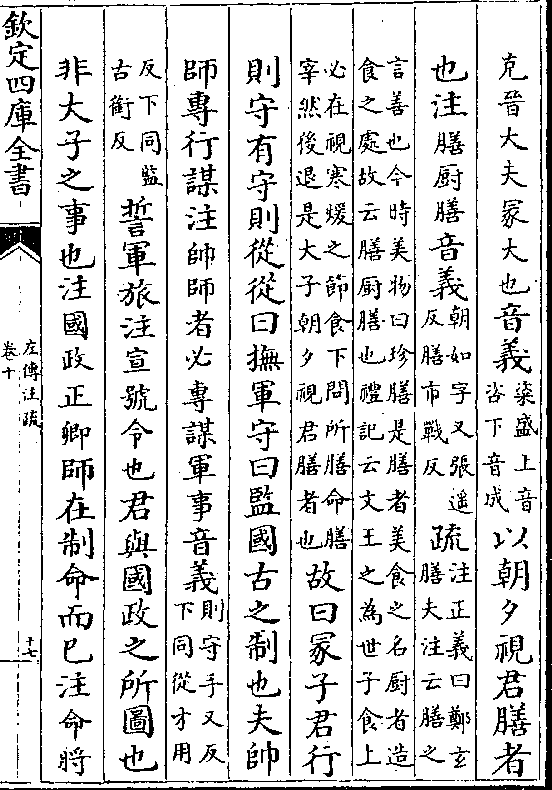 克晉大夫冢大也音義粢盛上音咨下音成以朝夕視君膳者
也注膳厨膳音義朝如字又張遥反膳市戰反疏注正義曰鄭玄膳夫注云膳之
言善也今時美物曰珍膳是膳者美食之名厨者造食之處故云膳厨膳也禮記云文王之為世子食上
必在視寒煖之節食下問所膳命膳宰然後退是大子朝夕視君膳者也故曰冢子君行
則守有守則從從曰撫軍守曰監國古之制也夫帥
師專行謀注帥師者必專謀軍事音義則守手又反下同從才用
反下同監古銜反誓軍旅注宣號令也君與國政之所圖也
非大子之事也注國政正卿師在制命而已注命將
欽定四庫全書
左傳注疏
卷十
十七